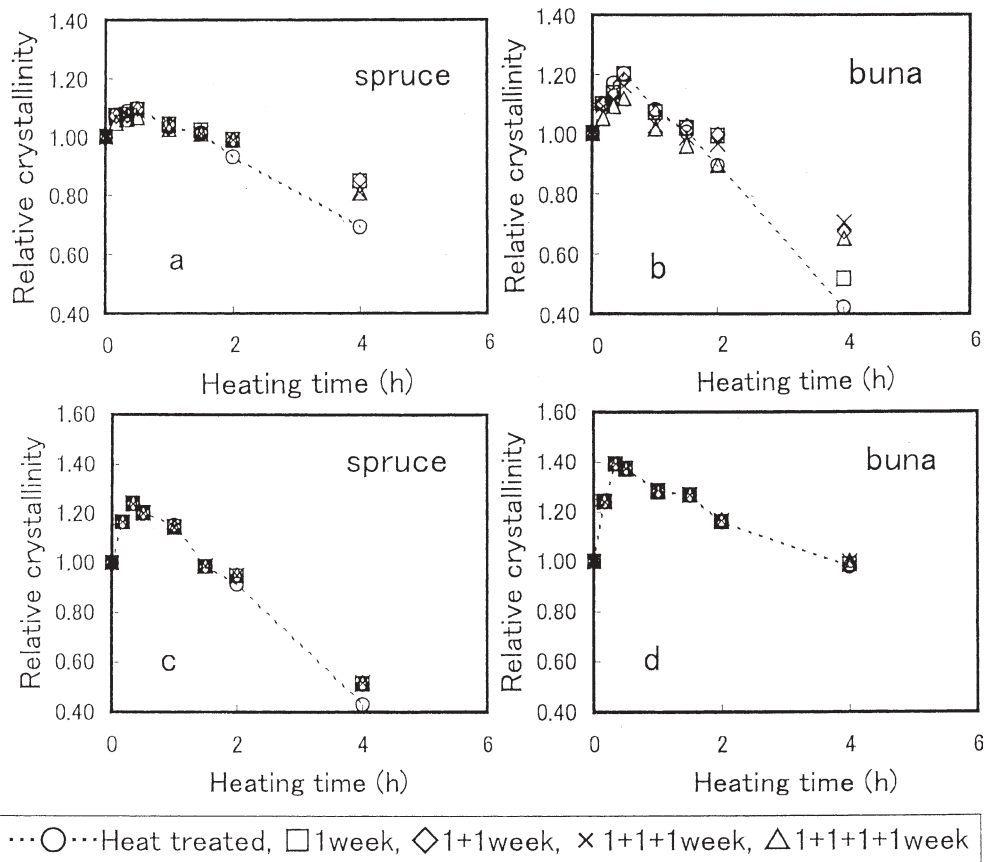 Relative crystallinity
1.40
1.20
1.00
0.80
0.60
0.40
spruce
a
0 2 4 6
Heating time (h)
Relative crystallinity
1.40
1.20
1.00
0.80
0.60
0.40
buna
b
0 2 4 6
Heating time (h)
Relative crystallinity
1.60
1.40
1.20
1.00
0.80
0.60
0.40
spruce
c
0 2 4 6
Heating time (h)
Relative crystallinity
1.60
1.40
1.20
1.00
0.80
0.60
0.40
buna
d
0 2 4 6
Heating time (h)
Heat treated, 1week, 1+1week, 1+1+1week, 1+1+1+1week